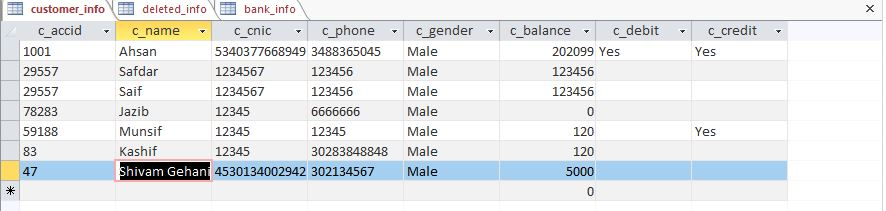 customer_info deleted_info bank_info
c_accid c_name c_cnic c_phone c_gender c_balance c_debit c_credit
1001 Ahsan 5340377668949 3488365045 Male 202099 Yes Yes
29557 Safdar 1234567 123456 Male 123456
29557 Saif 1234567 123456 Male 123456
78283 Jazib 12345 6666666 Male 0
59188 Munsif 12345 12345 Male 120 Yes
83 Kashif 12345 30283848848 Male 120
47 Shivam Gehani 4530134002942 302134567 Male 5000
0